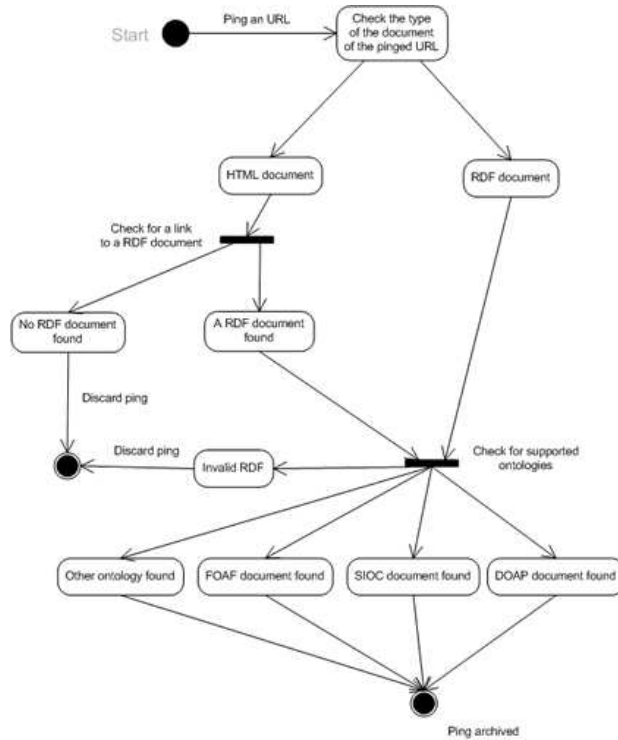 Start
Ping an URL
Check the type
of the document
of the pinged URL
HTML document
RDF document
Check for a link
to a RDF document
No RDF document
found
A RDF document
found
Discard ping
Discard ping
Invalid RDF
Check for supported
ontologies
Other ontology found
FOAF document found
SIOC document found
DOAP document found
Ping archived